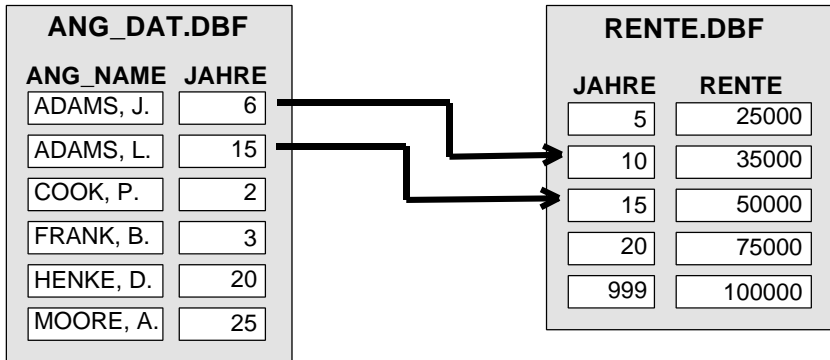 ANG_DAT.DBF
ANG_NAME JAHRE
ADAMS, J. 6
ADAMS, L. 15
COOK, P. 2
FRANK, B. 3
HENKE, D. 20
MOORE, A. 25
RENTE.DBF
JAHRE RENTE
5 25000
10 35000
15 50000
20 75000
999 100000